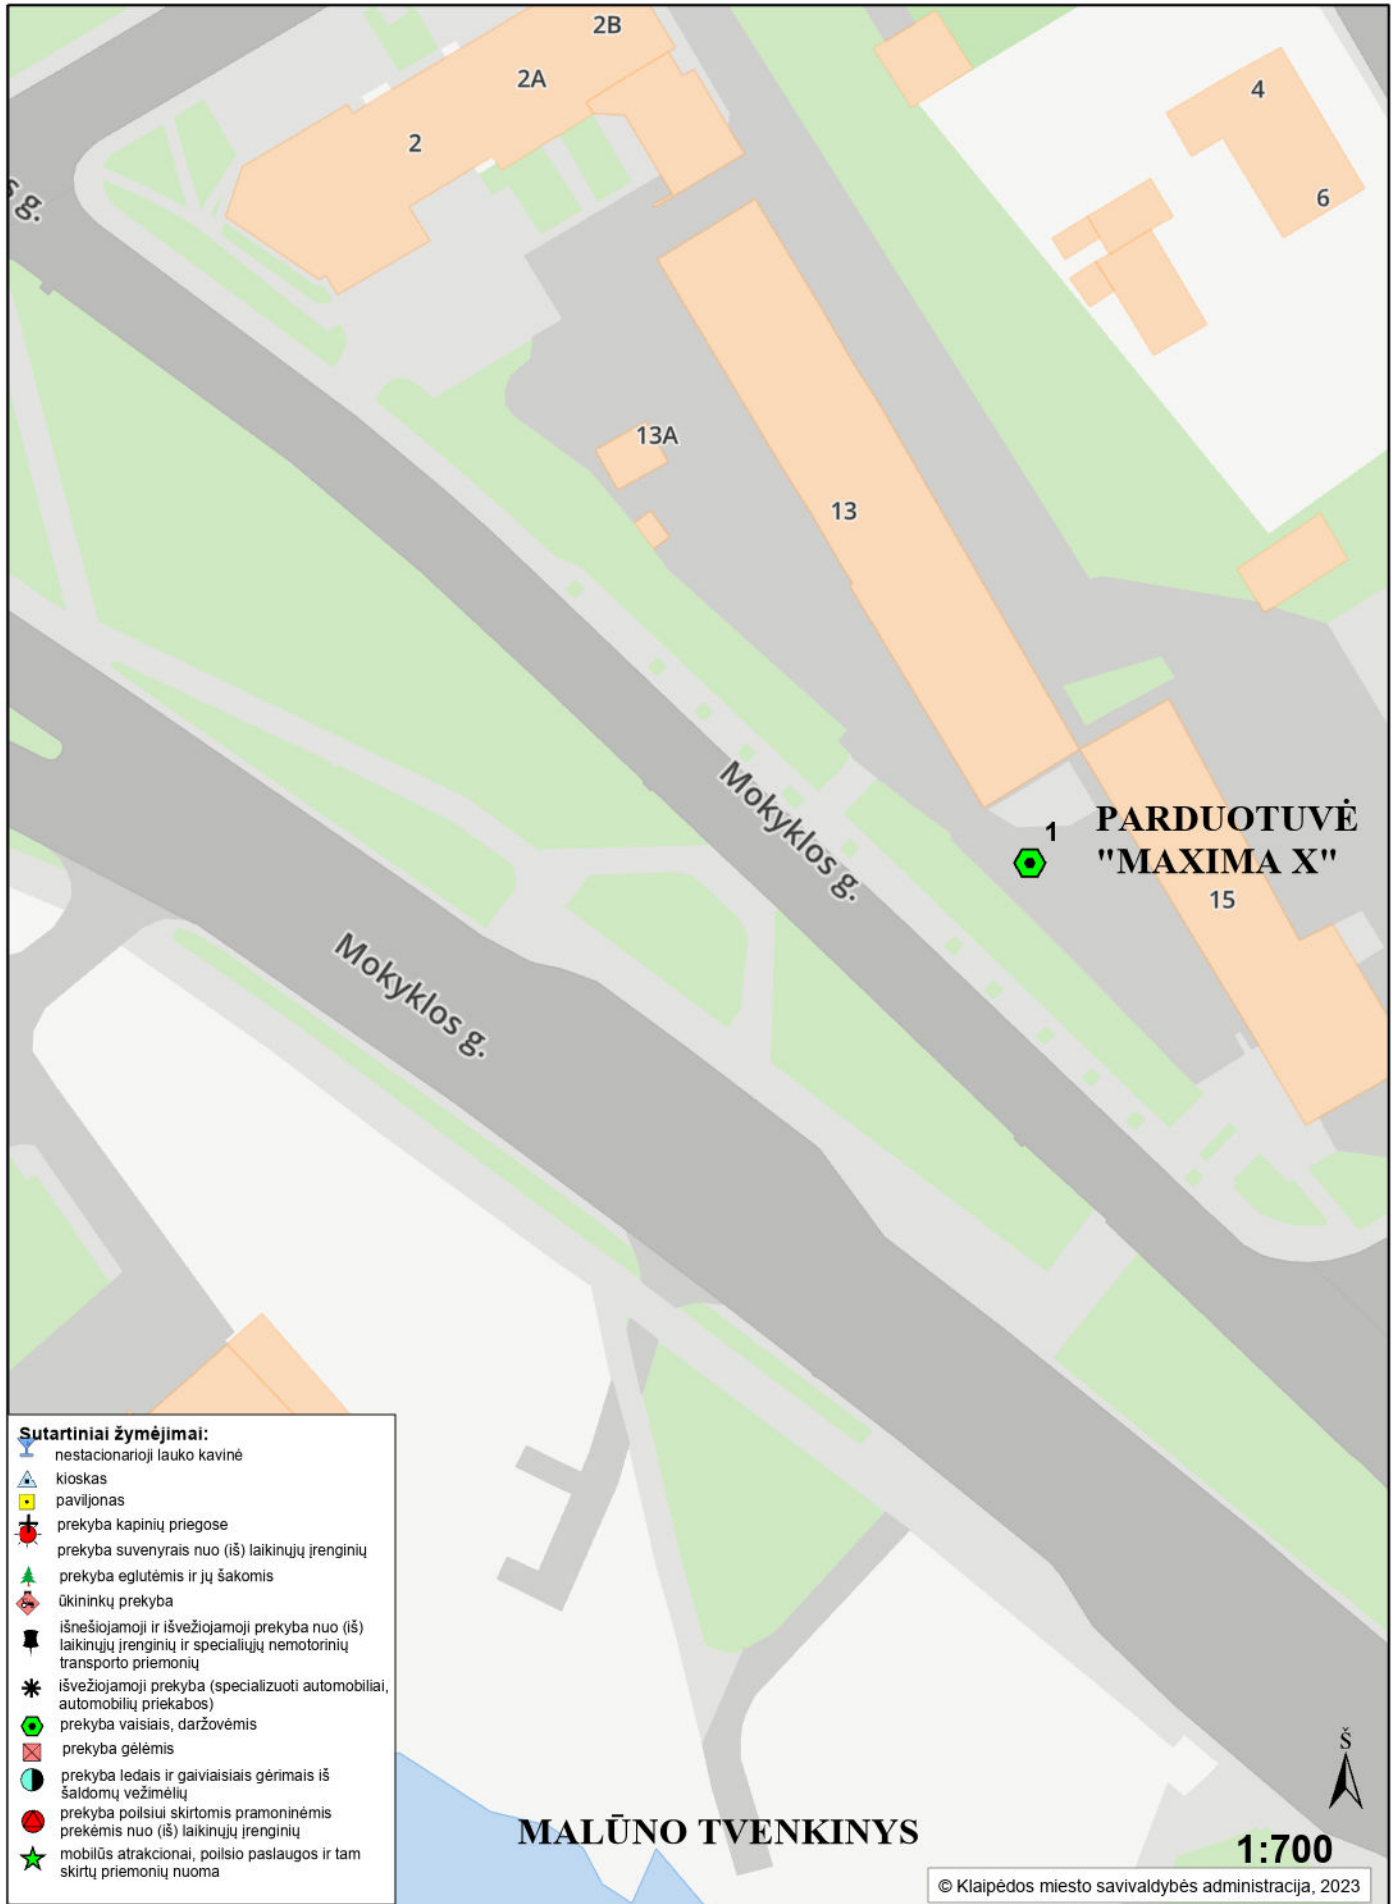 2B
2A
2
4
6
s g.
13A
13
1
PARDUOTUVĖ
"MAXIMA X"
15
Mokyklos g.
Mokyklos g.
Sutartiniai žymėjimai:
nestacionarioji lauko kavinė
kioskas
paviljonas
prekyba kapinių priegose
prekyba suvenyrais nuo (iš) laikinųjų įrenginių
prekyba eglutėmis ir jų šakomis
ūkininkų prekyba
išnešiojamoji ir išvežiojamoji prekyba nuo (iš)
laikinųjų įrenginių ir specialiųjų nemotorinių
transporto priemonių
išvežiojamoji prekyba (specializuoti automobiliai,
automobilių priekabos)
prekyba vaisiais, daržovėmis
prekyba gėlėmis
prekyba ledais ir gaiviaisiais gėrimais iš
šaldomų vežimėlių
prekyba poilsiui skirtomis pramoninėmis
prekėmis nuo (iš) laikinųjų įrenginių
mobilūs atrakcionai, poilsio paslaugos ir tam
skirtų priemonių nuoma
MALŪNO TVENKINYS
Š
1:700
© Klaipėdos miesto savivaldybės administracija, 2023